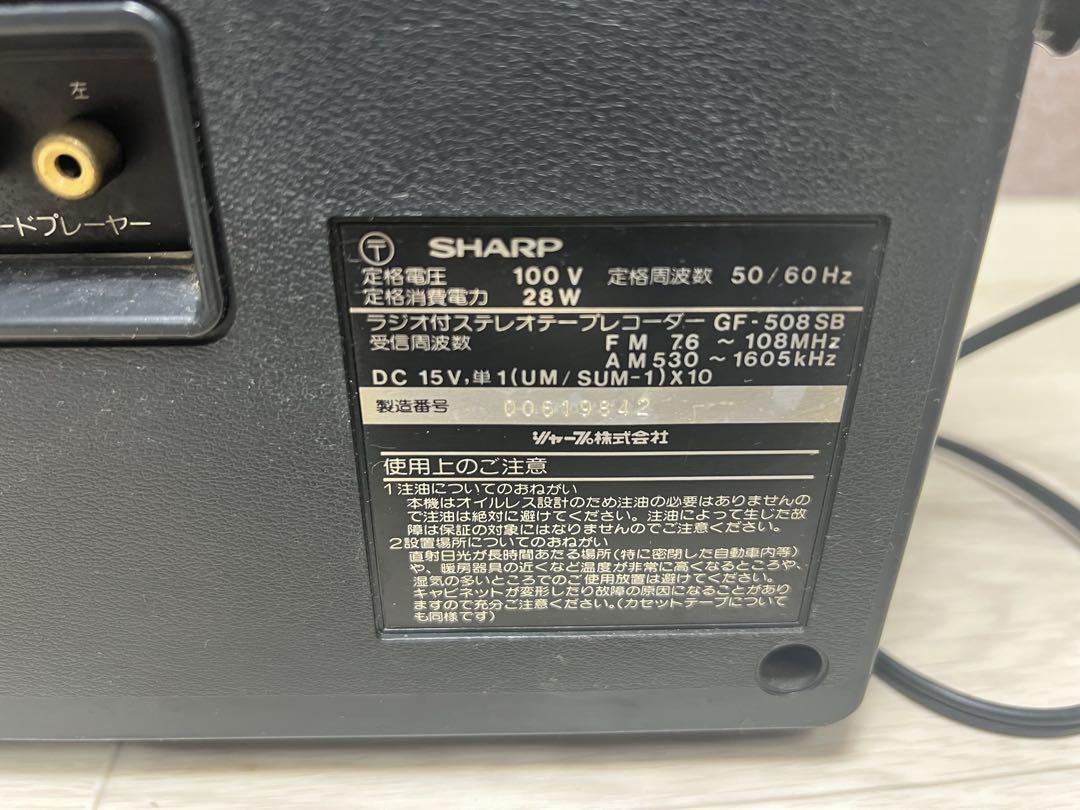 左
ードプレーヤー
〒 SHARP
定格電圧 100V 定格周波数 50/60Hz
定格消費電力 28W
ラジオ付ステレオテープレコーダー GF-508SB
受信周波数 FM 76 ~ 108MHz
AM 530 ~ 1605kHz
DC 15V,単1(UM/SUM-1)X10
製造番号 00619842
シャープ株式会社
使用上のご注意
1注油についてのおねがい
本機はオイルレス設計のため注油の必要はありませんの
で注油は絶対に避けてください。注油によって生じた故
障は保証の対象にはなりませんのでご注意ください。
2設置場所についてのおねがい
直射日光が長時間あたる場所(特に密閉した自動車内等)
や、暖房器具の近くなど温度が非常に高くなるところや、
湿気の多いところでのご使用放置は避けてください。
キャビネットが変形したり故障の原因になることがあり
ますので充分ご注意ください。(カセットテープについて
も同様です)